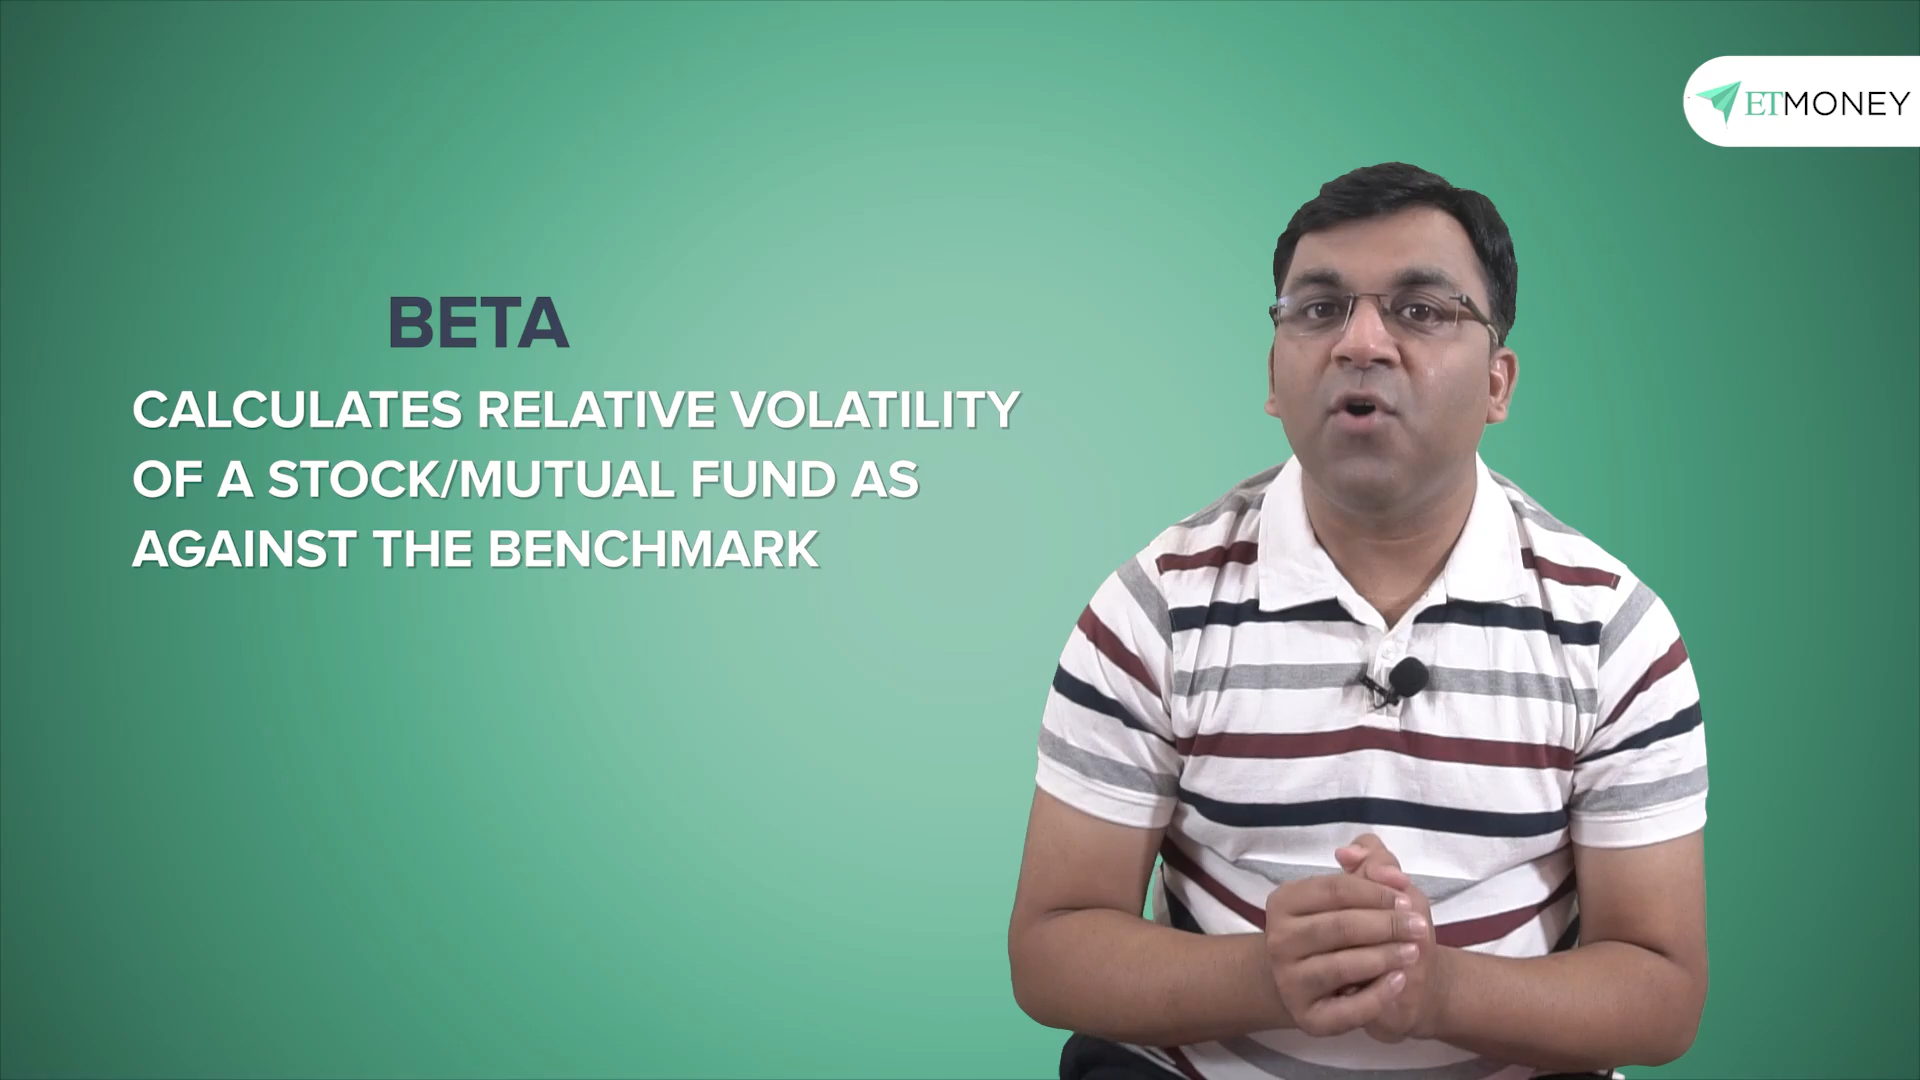 ETMONEY
BETA
CALCULATES RELATIVE VOLATILITY
OF A STOCK/MUTUAL FUND AS
AGAINST THE BENCHMARK